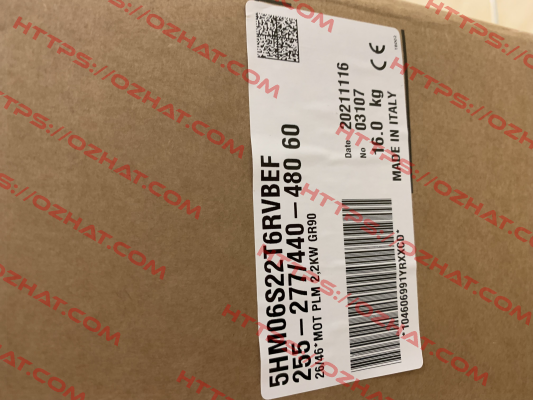 5HM06S22T6RVBEF
255-277/440-480 60
26/46*MOT PLM 2.2KW GR90
Date 20211116
No 03107
16.0 kg
MADE IN ITALY
CE
*104606991YRXXCD*
HTTPS://OZHAT.COM